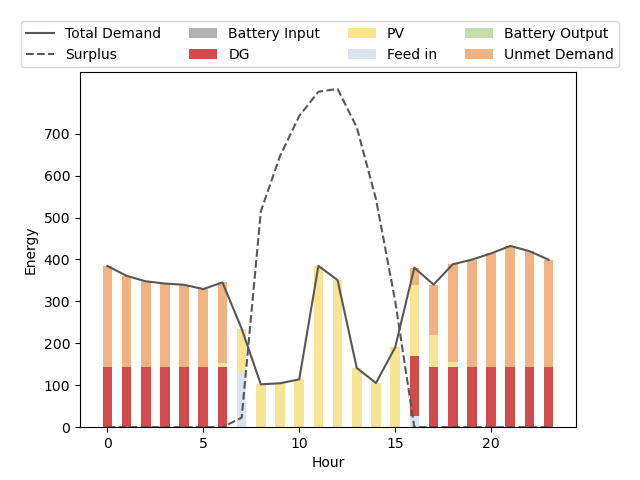 Total Demand Battery Input PV Battery Output
Surplus DG Feed in Unmet Demand
700
600
500
400
300
200
100
0
Energy
0 5 10 15 20
Hour